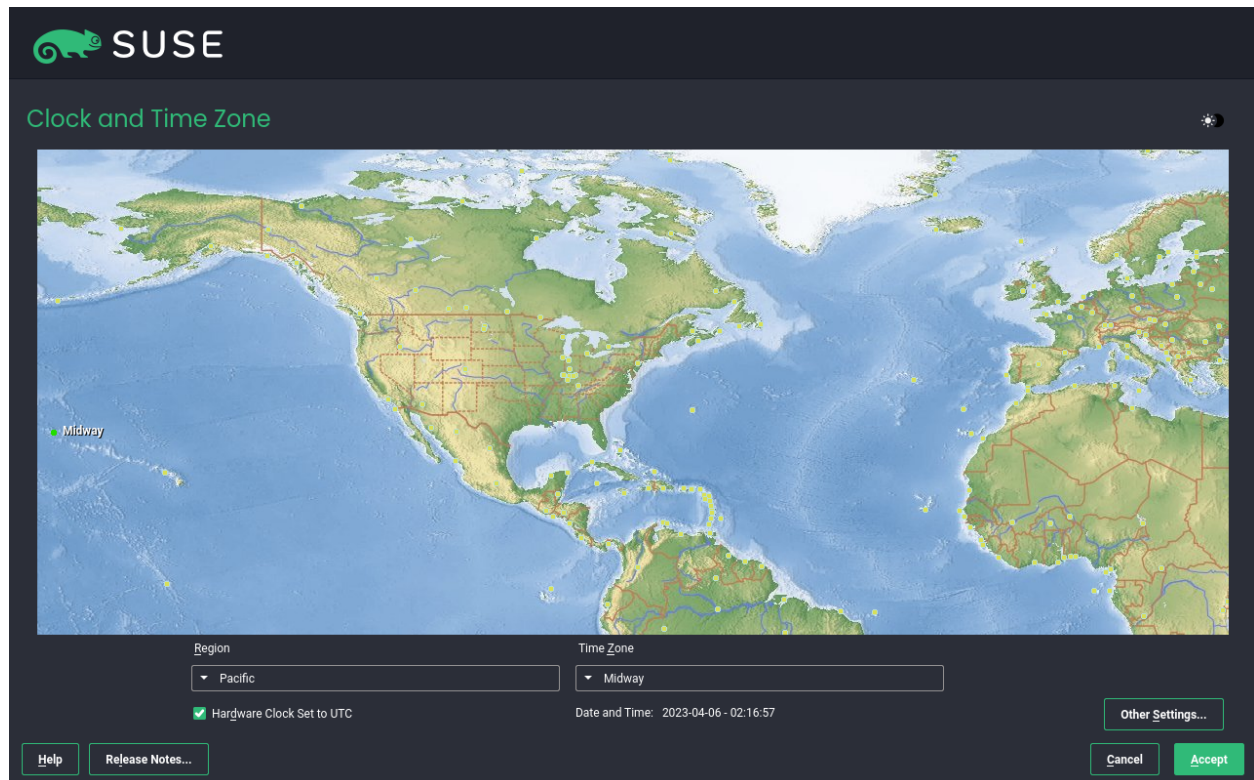 SUSE
Clock and Time Zone
Midway
Region
Time Zone
Pacific
Midway
Hardware Clock Set to UTC
Date and Time: 2023-04-06 - 02:16:57
Other Settings...
Help
Release Notes...
Cancel
Accept